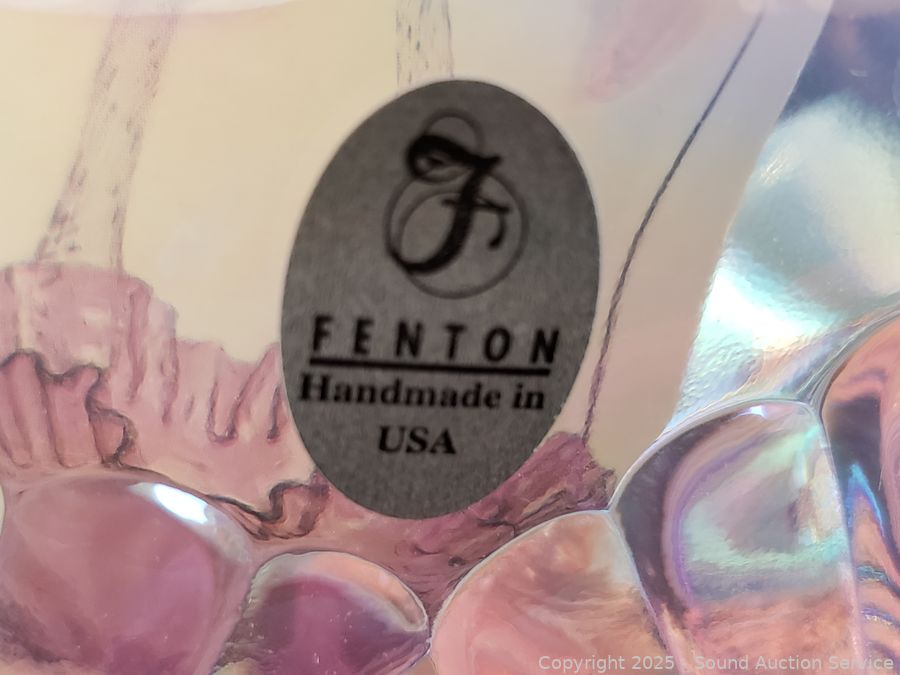 F
FENTON
Handmade in
USA
Copyright 2025 - Sound Auction Service